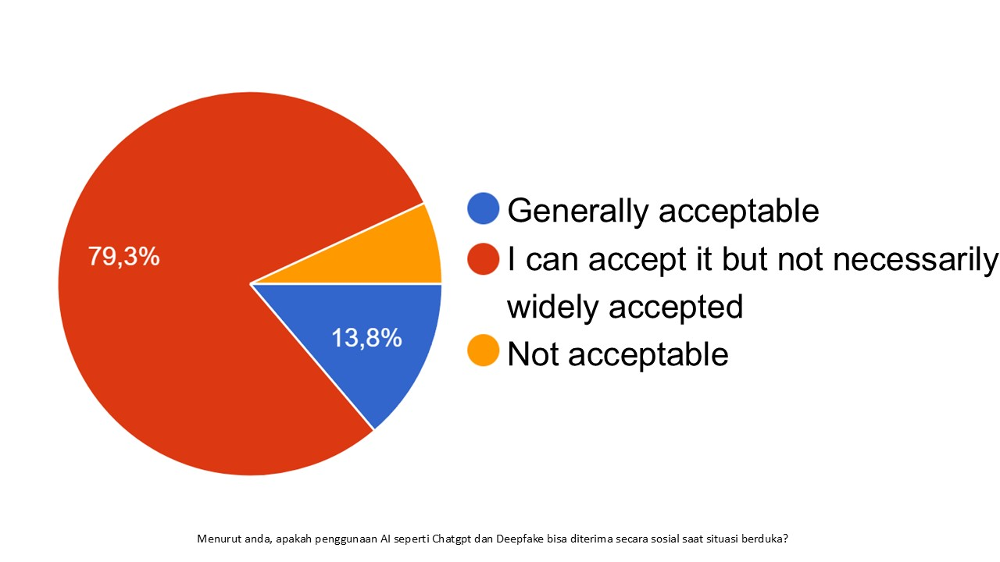 79,3%
13,8%
Generally acceptable
I can accept it but not necessarily
widely accepted
Not acceptable
Menurut anda, apakah penggunaan AI seperti Chatgpt dan Deepfake bisa diterima secara sosial saat situasi berduka?